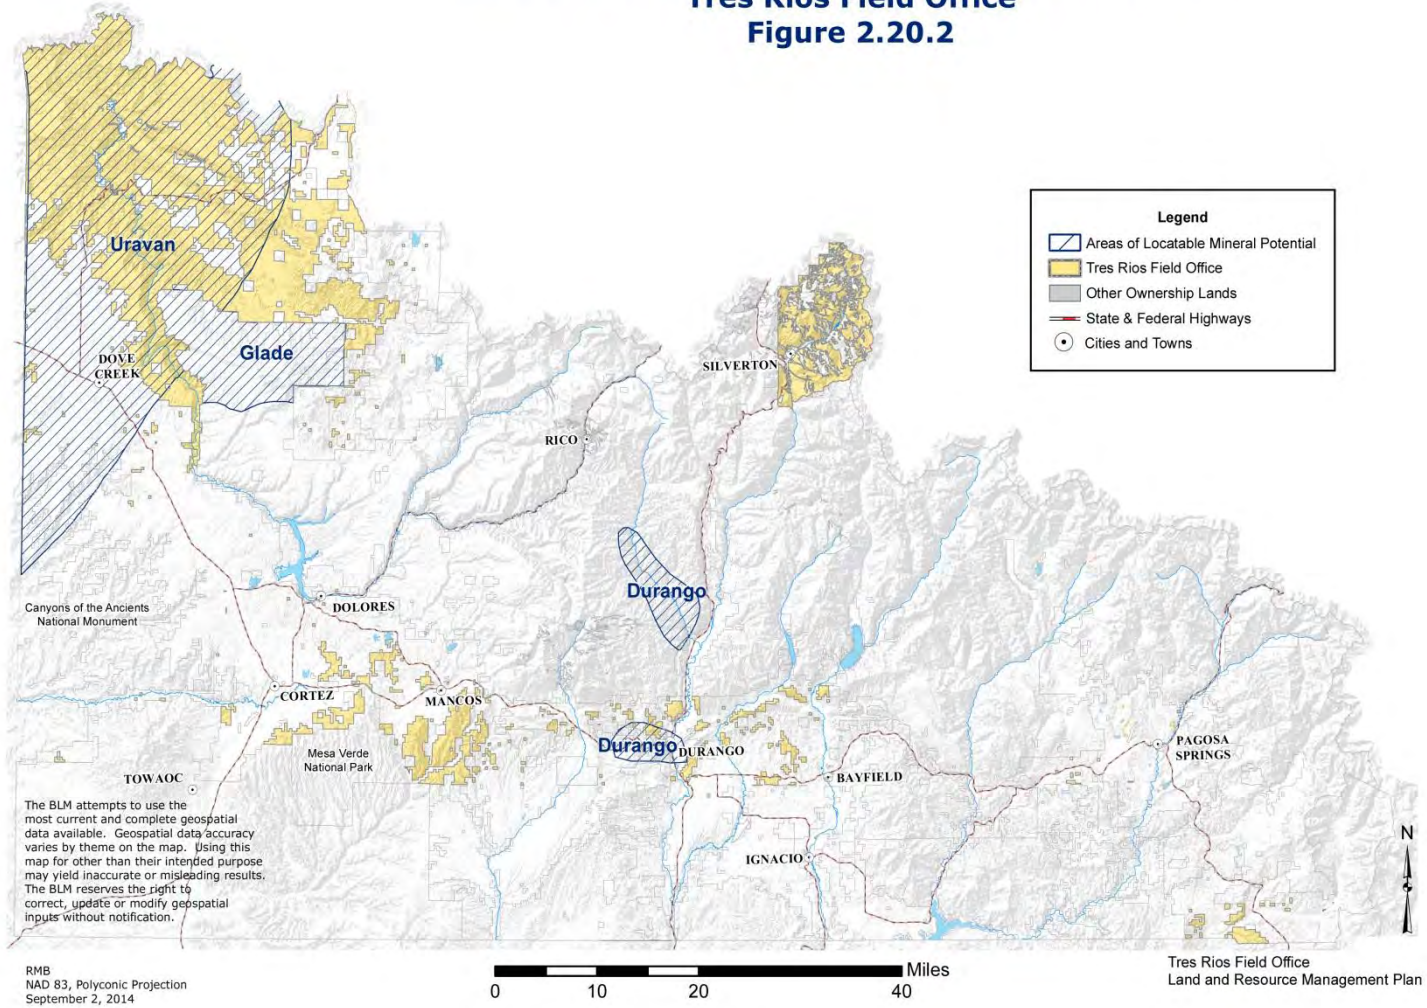 Tres Rios Field Office
Figure 2.20.2
Legend
Areas of Locatable Mineral Potential
Tres Rios Field Office
Other Ownership Lands
State & Federal Highways
Cities and Towns
Uravan
Glade
DOVE
CREEK
SILVERTON
RICO
Durango
DOLORES
Canyons of the Ancients
National Monument
CORTEZ
MANCOS
Mesa Verde
National Park
Durango
DURANGO
PAGOSA
SPRINGS
TOWAOC
BAYFIELD
IGNACIO
The BLM attempts to use the
most current and complete geospatial
data available. Geospatial data accuracy
varies by theme on the map. Using this
map for other than their intended purpose
may yield inaccurate or misleading results.
The BLM reserves the right to
correct, update or modify geospatial
inputs without notification.
N
RMB
NAD 83, Polyconic Projection
September 2, 2014
Miles
0 10 20 40
Tres Rios Field Office
Land and Resource Management Plan